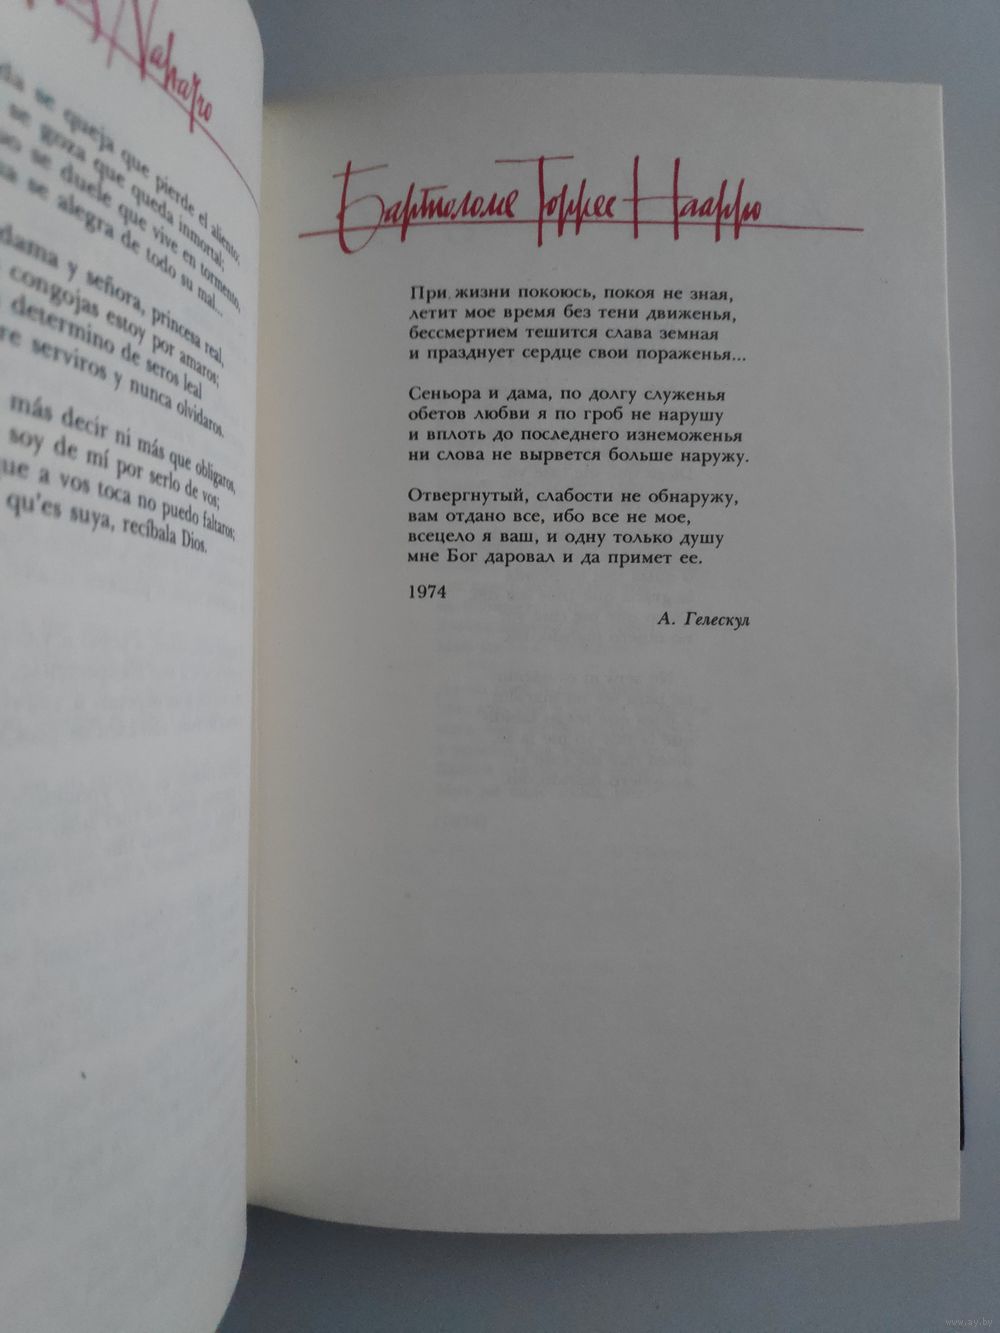 Naharro
se queja que pierde el aliento;
se goza que queda inmortal;
se duele que vive en tormento,
se alegra de todo su mal...
dama y señora, princesa real,
congojas estoy por amaros;
determino de seros leal
serviros y nunca olvidaros.
más decir ni más que obligaros,
soy de mí por serlo de vos;
que a vos toca no puedo faltaros;
qu'es suya, recíbala Dios.
Бартоломе Торрес Наарро
При жизни покоюсь, покоя не зная,
летит мое время без тени движенья,
бессмертием тешится слава земная
и празднует сердце свои пораженья...
Сеньора и дама, по долгу служенья
обетов любви я по гроб не нарушу
и вплоть до последнего изнеможенья
ни слова не вырвется больше наружу.
Отвергнутый, слабости не обнаружу,
вам отдано все, ибо все не мое,
всецело я ваш, и одну только душу
мне Бог даровал и да примет ее.
1974
А. Гелескул
www.ay.by